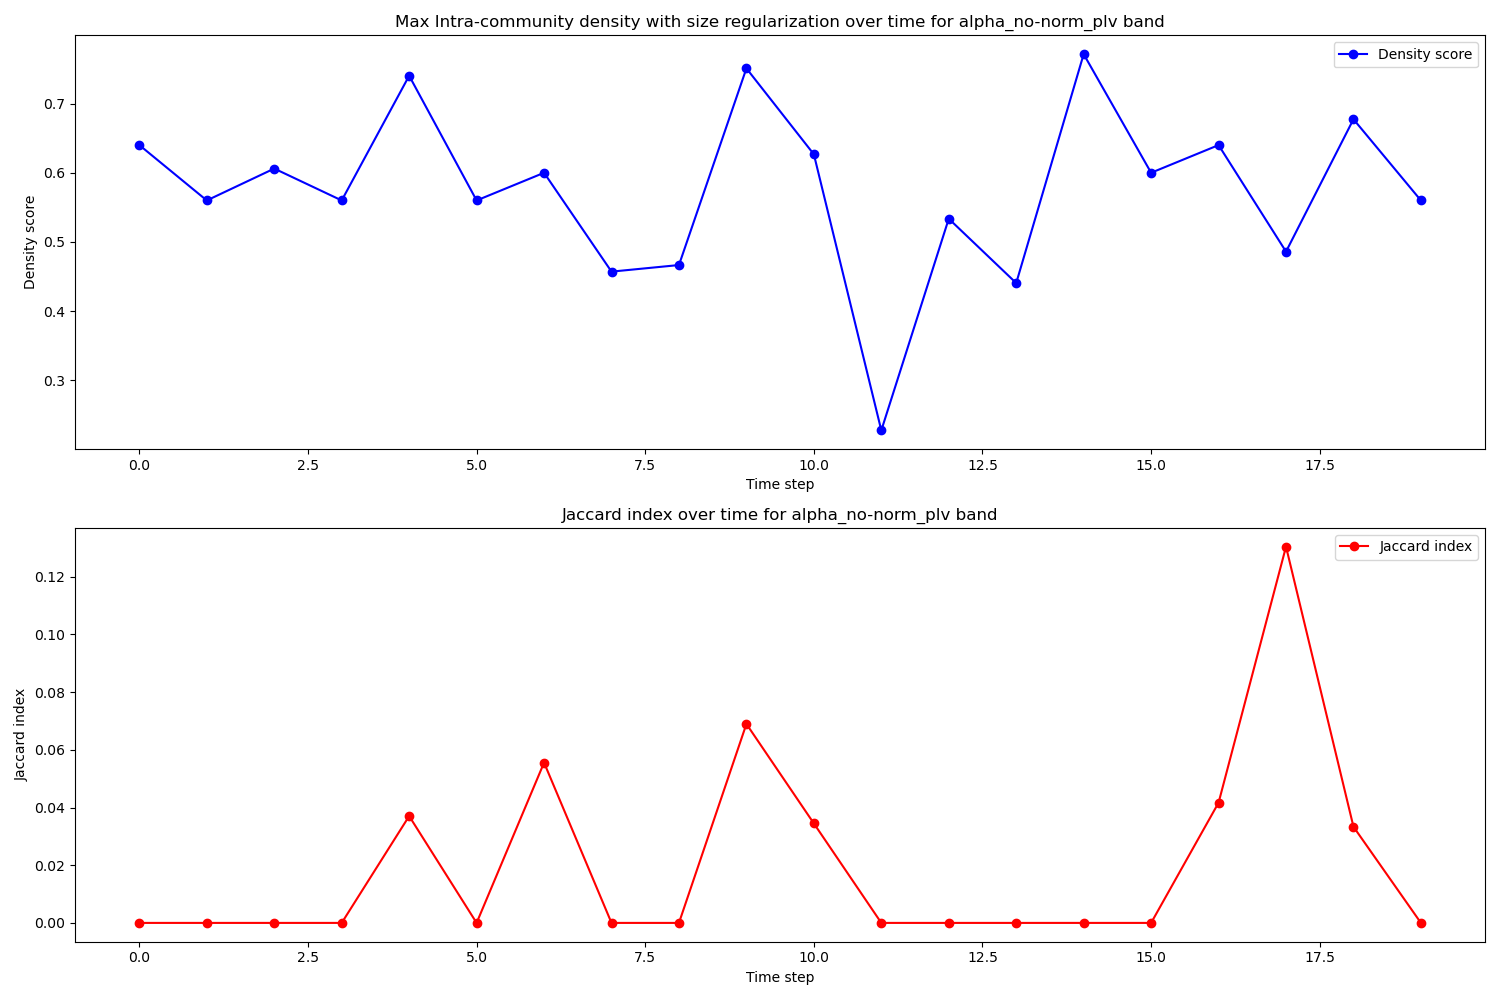 Max Intra-community density with size regularization over time for alpha_no-norm_plv band
Density score
0.7
0.6
0.5
0.4
0.3
Density score
0.0 2.5 5.0 7.5 10.0 12.5 15.0 17.5
Time step
Jaccard index over time for alpha_no-norm_plv band
Jaccard index
0.12
0.10
0.08
0.06
0.04
0.02
0.00
Jaccard index
0.0 2.5 5.0 7.5 10.0 12.5 15.0 17.5
Time step